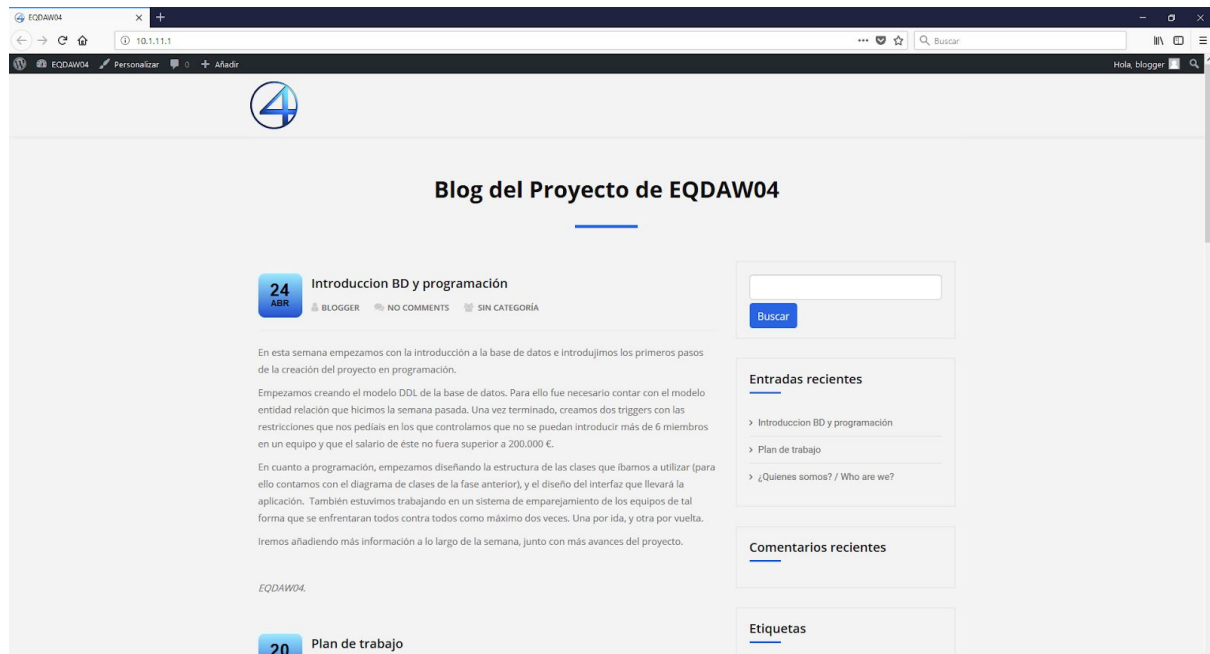 EQDAW04
10.1.11.1
Buscar
EQDAW04 Personalizar 0 Añadir
Hola, blogger
4
Blog del Proyecto de EQDAW04
24
ABR
Introduccion BD y programación
BLOGGER NO COMMENTS SIN CATEGORÍA
En esta semana empezamos con la introducción a la base de datos e introdujimos los primeros pasos
de la creación del proyecto en programación.
Empezamos creando el modelo DDL de la base de datos. Para ello fue necesario contar con el modelo
entidad relación que hicimos la semana pasada. Una vez terminado, creamos dos triggers con las
restricciones que nos pedíais en los que controlamos que no se puedan introducir más de 6 miembros
en un equipo y que el salario de éste no fuera superior a 200.000 €.
En cuanto a programación, empezamos diseñando la estructura de las clases que íbamos a utilizar (para
ello contamos con el diagrama de clases de la fase anterior), y el diseño del interfaz que llevará la
aplicación. También estuvimos trabajando en un sistema de emparejamiento de los equipos de tal
forma que se enfrentaran todos contra todos como máximo dos veces. Una por ida, y otra por vuelta.
Iremos añadiendo más información a lo largo de la semana, junto con más avances del proyecto.
EQDAW04.
20
Plan de trabajo
Buscar
Entradas recientes
Introduccion BD y programación
Plan de trabajo
¿Quienes somos? / Who are we?
Comentarios recientes
Etiquetas